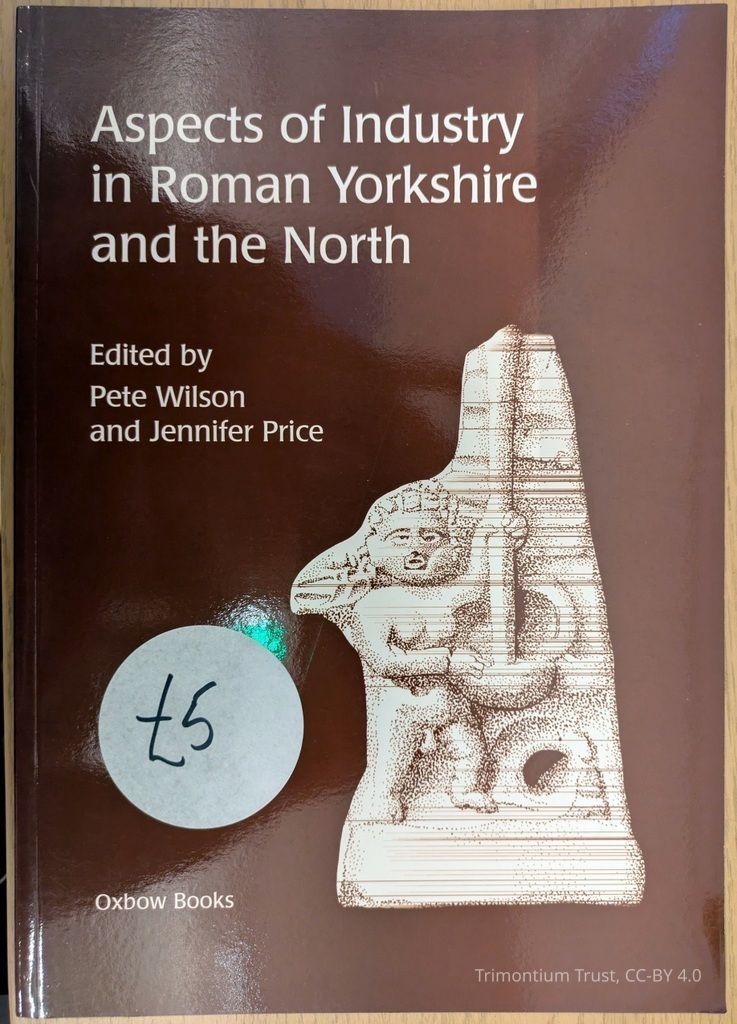 Aspects of Industry
in Roman Yorkshire
and the North
Edited by
Pete Wilson
and Jennifer Price
£5
Oxbow Books
Trimontium Trust, CC-BY 4.0